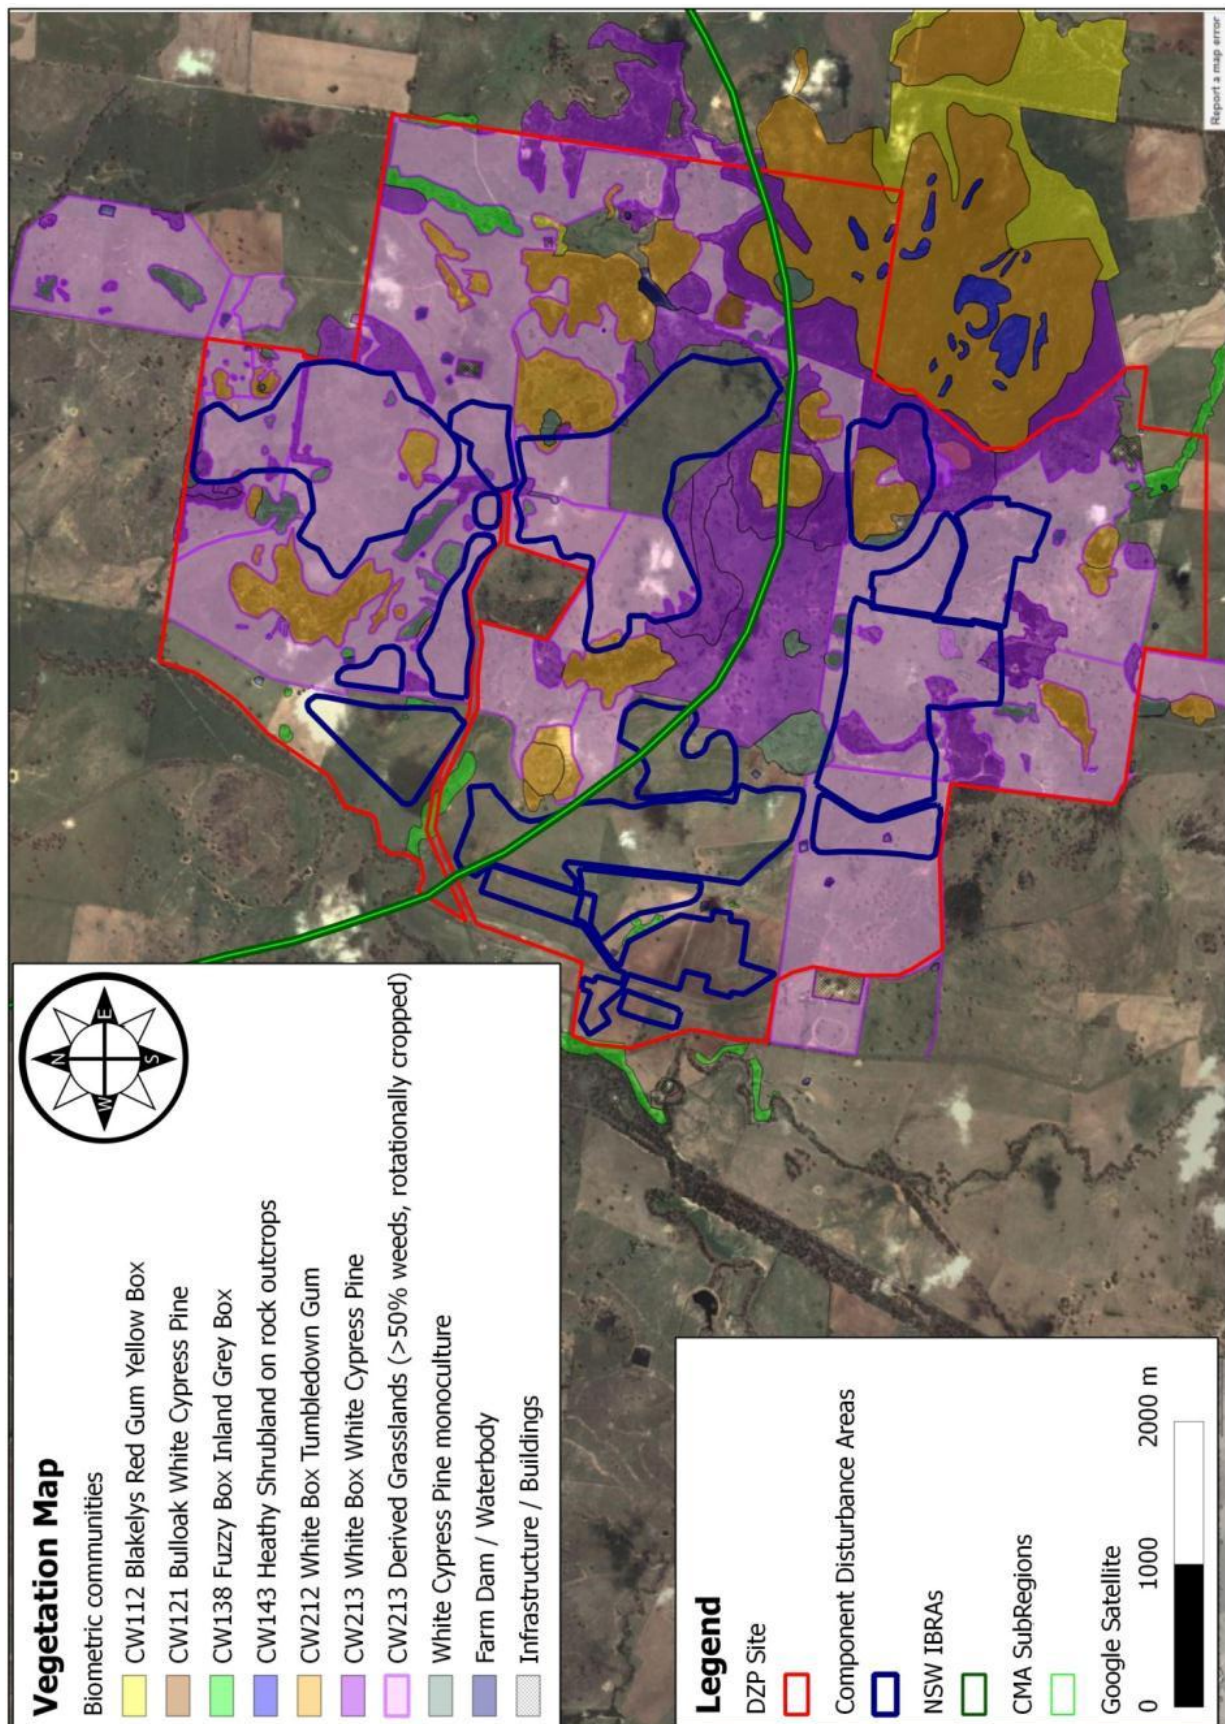 Vegetation Map
Biometric communities
CW112 Blakelys Red Gum Yellow Box
CW121 Bulloak White Cypress Pine
CW138 Fuzzy Box Inland Grey Box
CW143 Heathy Shrubland on rock outcrops
CW212 White Box Tumbledown Gum
CW213 White Box White Cypress Pine
CW213 Derived Grasslands (>50% weeds, rotationally cropped)
White Cypress Pine monoculture
Farm Dam / Waterbody
Infrastructure / Buildings
N
E
S
W
Legend
DZP Site
Component Disturbance Areas
NSW IBRAs
CMA SubRegions
Google Satellite
0 1000 2000 m
Report a map error